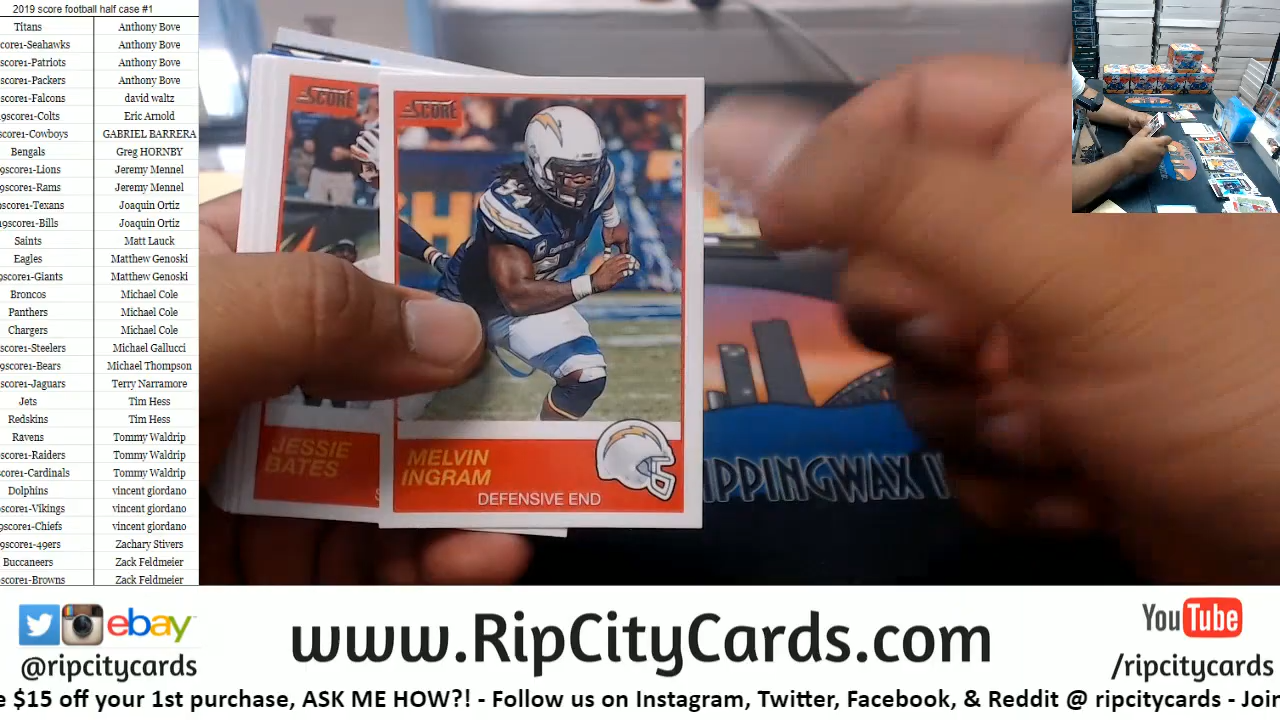 2019 score football half case #1
Titans Anthony Bove
core1-Seahawks Anthony Bove
score1-Patriots Anthony Bove
score1-Packers Anthony Bove
score1-Falcons david waltz
19score1-Colts Eric Arnold
score1-Cowboys GABRIEL BARRERA
Bengals Greg HORNBY
9score1-Lions Jeremy Mennel
9score1-Rams Jeremy Mennel
score1-Texans Joaquin Ortiz
19score1-Bills Joaquin Ortiz
Saints Matt Lauck
Eagles Matthew Genoski
9score1-Giants Matthew Genoski
Broncos Michael Cole
Panthers Michael Cole
Chargers Michael Cole
score1-Steelers Michael Gallucci
9score1-Bears Michael Thompson
score1-Jaguars Terry Narramore
Jets Tim Hess
Redskins Tim Hess
Ravens Tommy Waldrip
score1-Raiders Tommy Waldrip
core1-Cardinals Tommy Waldrip
Dolphins vincent giordano
score1-Vikings vincent giordano
9score1-Chiefs vincent giordano
9score1-49ers Zachary Stivers
Buccaneers Zack Feldmeier
score1-Browns Zack Feldmeier
SCORE
JESSIE
BATES
SCORE
MELVIN
INGRAM
DEFENSIVE END
IPPINGWAX
ebay
@ripcitycards
www.RipCityCards.com
YouTube
/ripcitycards
e $15 off your 1st purchase, ASK ME HOW?! - Follow us on Instagram, Twitter, Facebook, & Reddit @ ripcitycards - Join